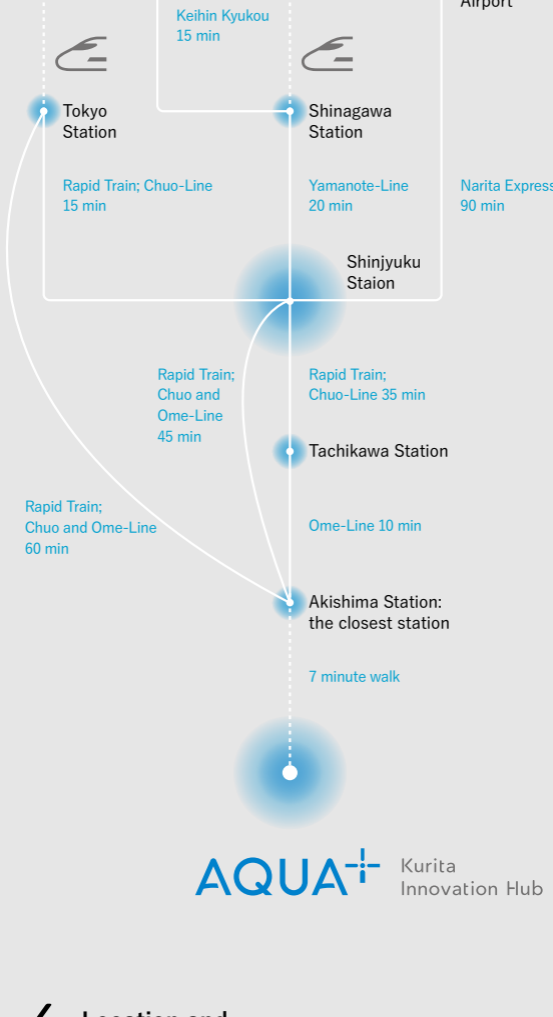 Airport
Keihin Kyukou
15 min
Tokyo
Station
Shinagawa
Station
Rapid Train; Chuo-Line
15 min
Yamanote-Line
20 min
Narita Express
90 min
Shinjyuku
Staion
Rapid Train;
Chuo and
Ome-Line
45 min
Rapid Train;
Chuo-Line 35 min
Tachikawa Station
Rapid Train;
Chuo and Ome-Line
60 min
Ome-Line 10 min
Akishima Station:
the closest station
7 minute walk
AQUA+
Kurita
Innovation Hub
Location and